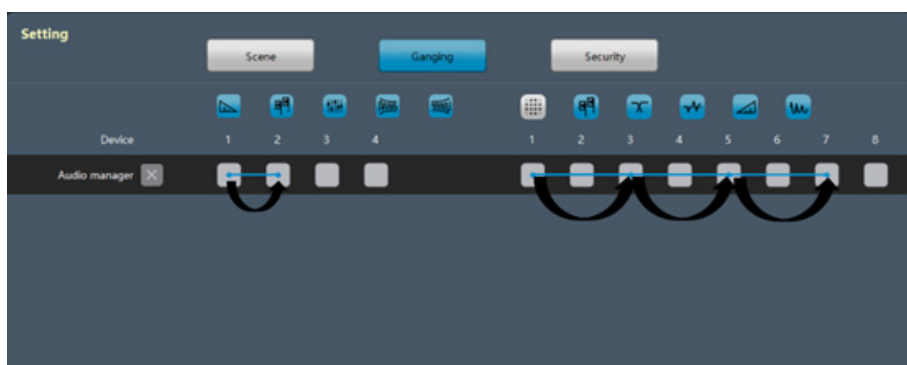 Setting
Scene Ganging Security
Device 1 2 3 4 1 2 3 4 5 6 7 8
Audio manager